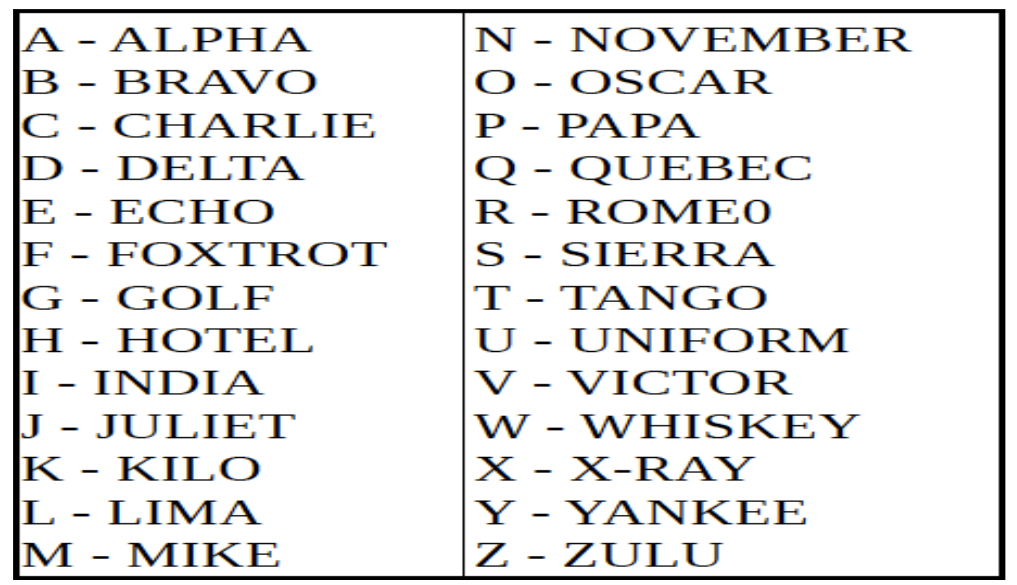 A - ALPHA
B - BRAVO
C - CHARLIE
D - DELTA
E - ECHO
F - FOXTROT
G - GOLF
H - HOTEL
I - INDIA
J - JULIET
K - KILO
L - LIMA
M - MIKE
N - NOVEMBER
O - OSCAR
P - PAPA
Q - QUEBEC
R - ROME0
S - SIERRA
T - TANGO
U - UNIFORM
V - VICTOR
W - WHISKEY
X - X-RAY
Y - YANKEE
Z - ZULU